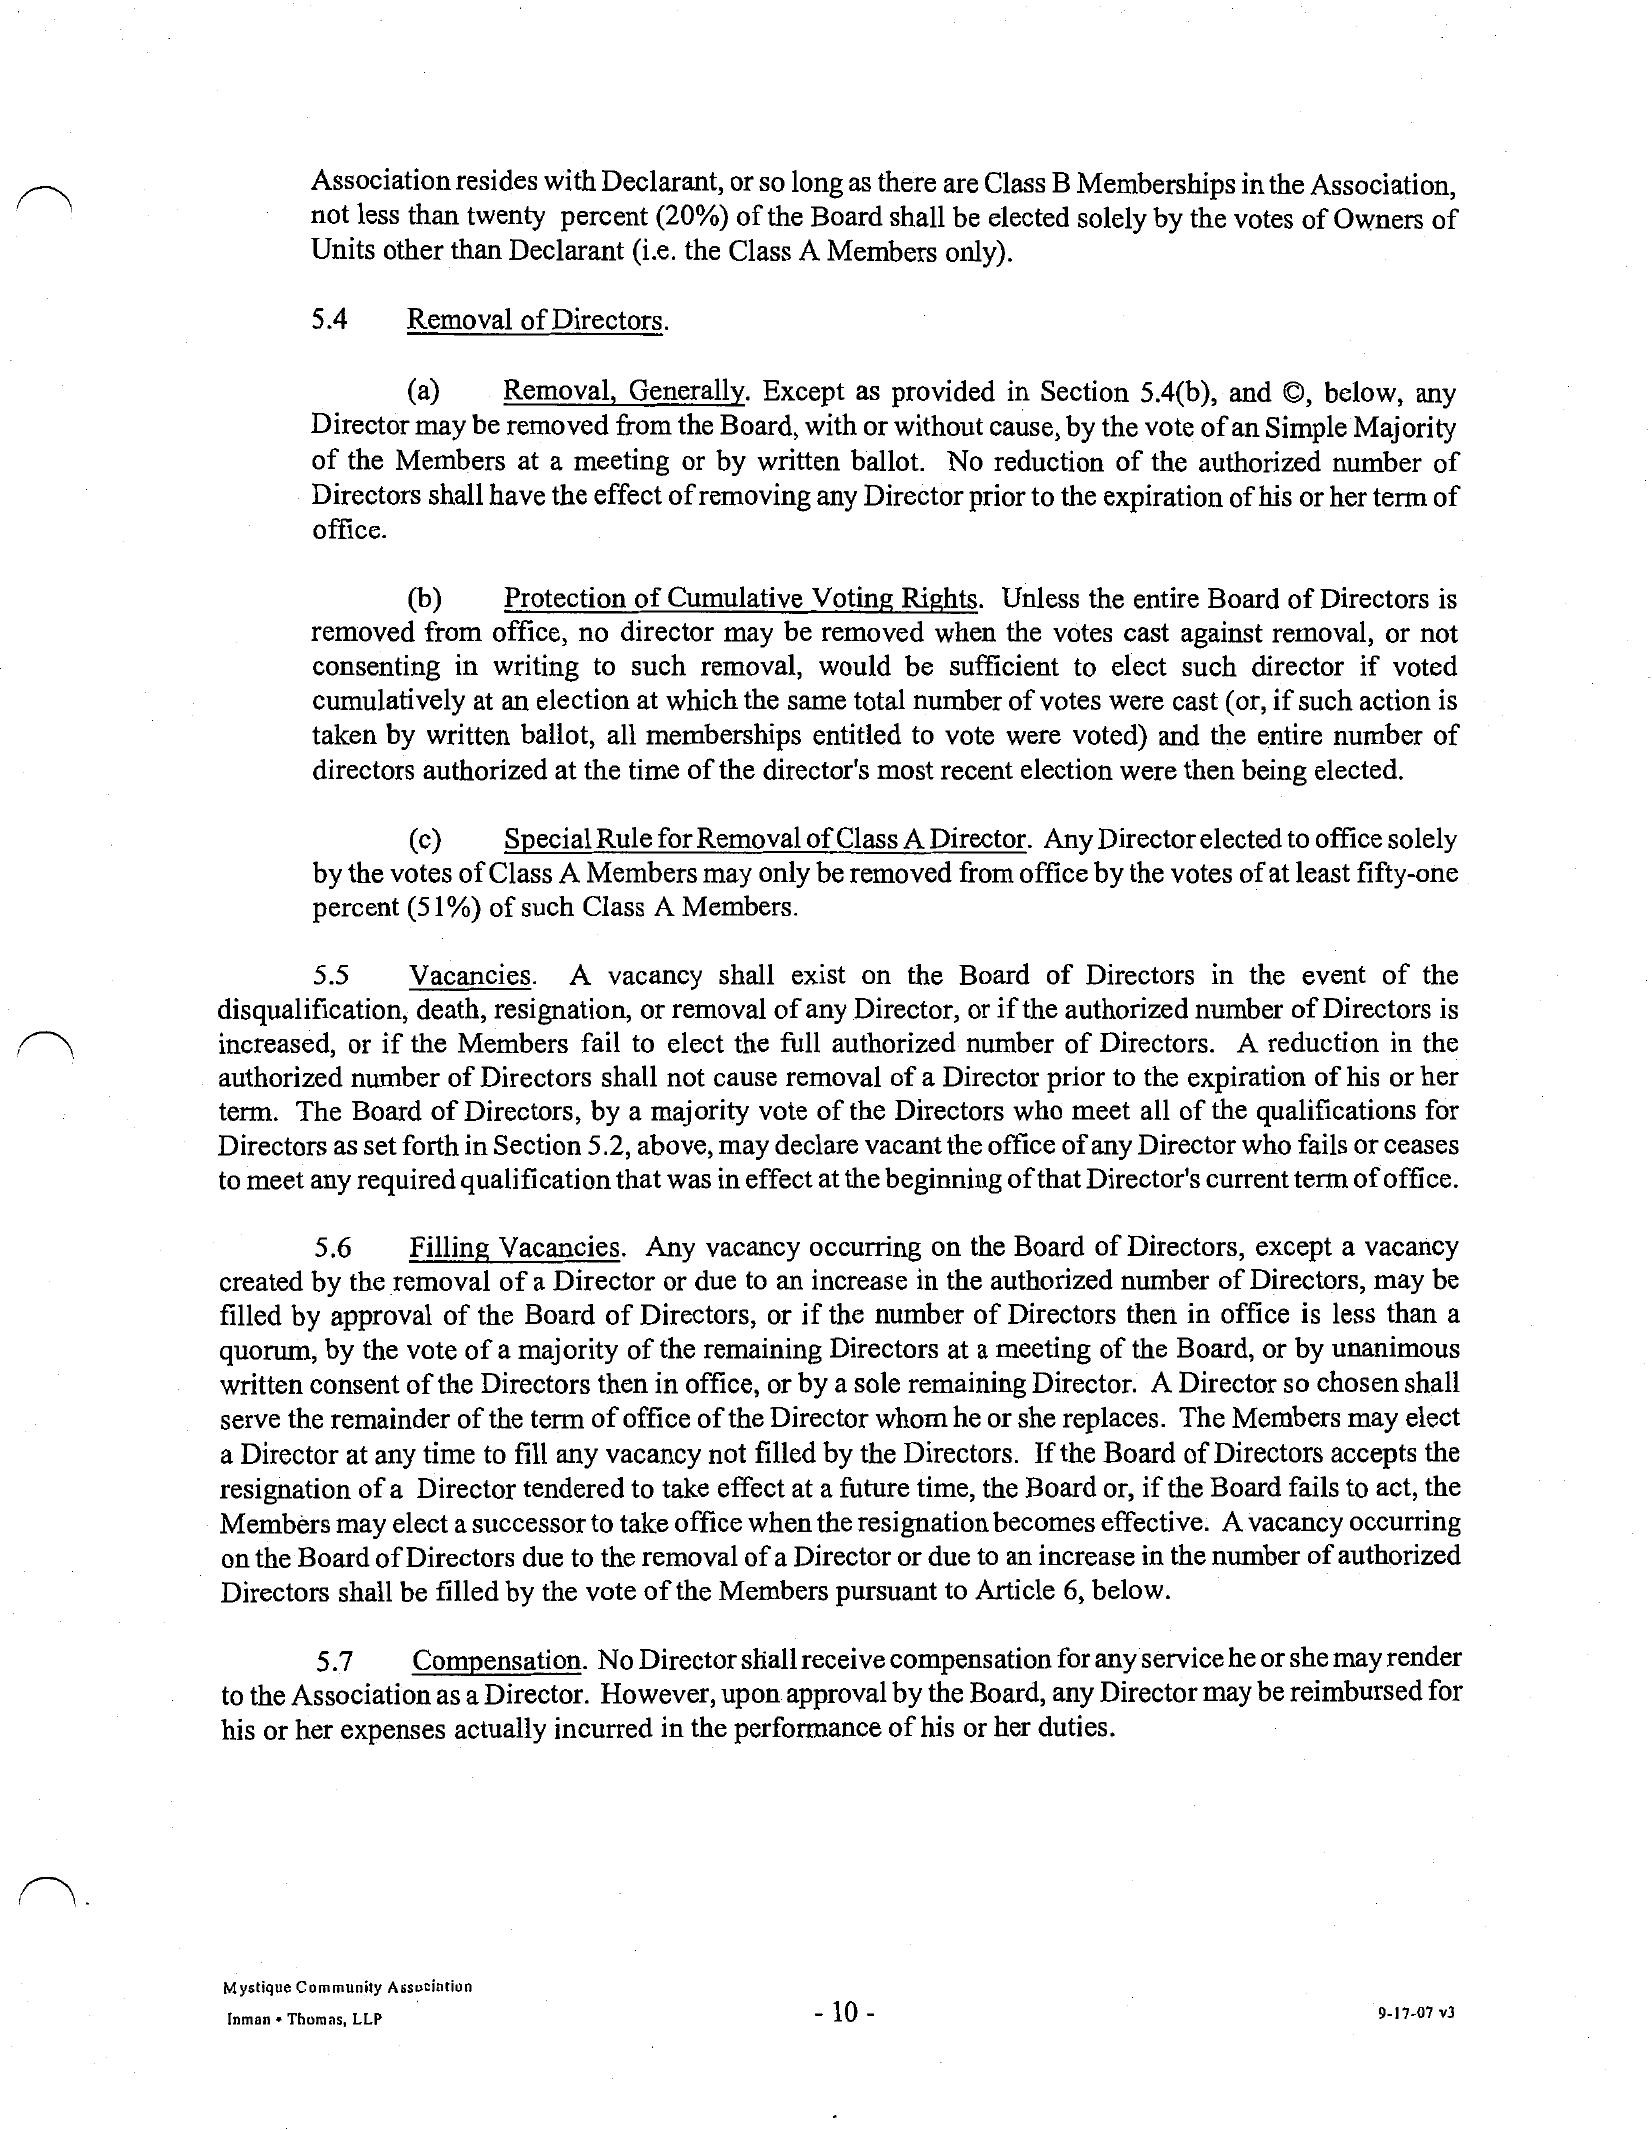 Association resides with Declarant, or so long as there are Class B Memberships in the Association,
not less than twenty percent (20%) of the Board shall be elected solely by the votes of Owners of
Units other than Declarant (i.e. the Class A Members only).
5.4 Removal of Directors.
(a) Removal, Generally. Except as provided in Section 5.4(b), and ©, below, any
Director may be removed from the Board, with or without cause, by the vote of an Simple Majority
of the Members at a meeting or by written ballot. No reduction of the authorized number of
Directors shall have the effect of removing any Director prior to the expiration of his or her term of
office.
(b) Protection of Cumulative Voting Rights. Unless the entire Board of Directors is
removed from office, no director may be removed when the votes cast against removal, or not
consenting in writing to such removal, would be sufficient to elect such director if voted
cumulatively at an election at which the same total number of votes were cast (or, if such action is
taken by written ballot, all memberships entitled to vote were voted) and the entire number of
directors authorized at the time of the director's most recent election were then being elected.
(c) Special Rule for Removal of Class A Director. Any Director elected to office solely
by the votes of Class A Members may only be removed from office by the votes of at least fifty-one
percent (51%) of such Class A Members.
5.5 Vacancies. A vacancy shall exist on the Board of Directors in the event of the
disqualification, death, resignation, or removal of any Director, or if the authorized number of Directors is
increased, or if the Members fail to elect the full authorized number of Directors. A reduction in the
authorized number of Directors shall not cause removal of a Director prior to the expiration of his or her
term. The Board of Directors, by a majority vote of the Directors who meet all of the qualifications for
Directors as set forth in Section 5.2, above, may declare vacant the office of any Director who fails or ceases
to meet any required qualification that was in effect at the beginning of that Director's current term of office.
5.6 Filling Vacancies. Any vacancy occurring on the Board of Directors, except a vacancy
created by the removal of a Director or due to an increase in the authorized number of Directors, may be
filled by approval of the Board of Directors, or if the number of Directors then in office is less than a
quorum, by the vote of a majority of the remaining Directors at a meeting of the Board, or by unanimous
written consent of the Directors then in office, or by a sole remaining Director. A Director so chosen shall
serve the remainder of the term of office of the Director whom he or she replaces. The Members may elect
a Director at any time to fill any vacancy not filled by the Directors. If the Board of Directors accepts the
resignation of a Director tendered to take effect at a future time, the Board or, if the Board fails to act, the
Members may elect a successor to take office when the resignation becomes effective. A vacancy occurring
on the Board of Directors due to the removal of a Director or due to an increase in the number of authorized
Directors shall be filled by the vote of the Members pursuant to Article 6, below.
5.7 Compensation. No Director shall receive compensation for any service he or she may render
to the Association as a Director. However, upon approval by the Board, any Director may be reimbursed for
his or her expenses actually incurred in the performance of his or her duties.
Mystique Community Association
Inman • Thomas, LLP
- 10 -
9-17-07 v3